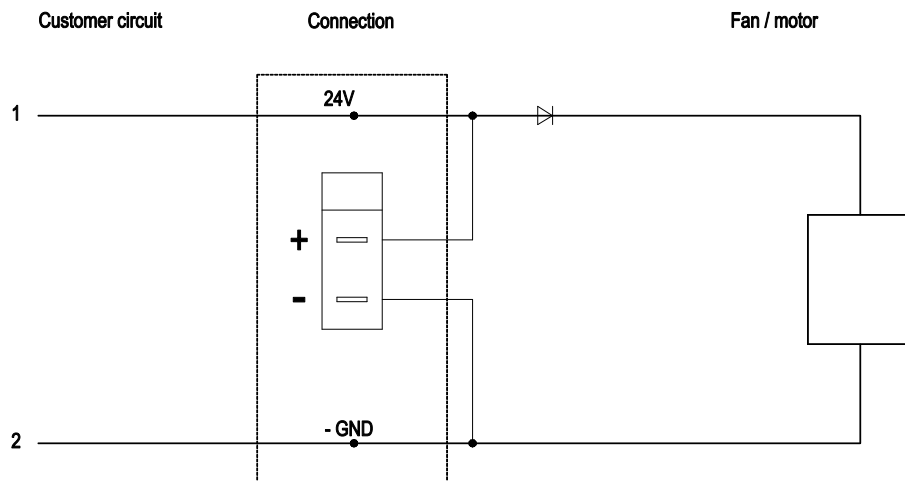 Customer circuit
Connection
Fan / motor
1
24V
+
-
2
- GND